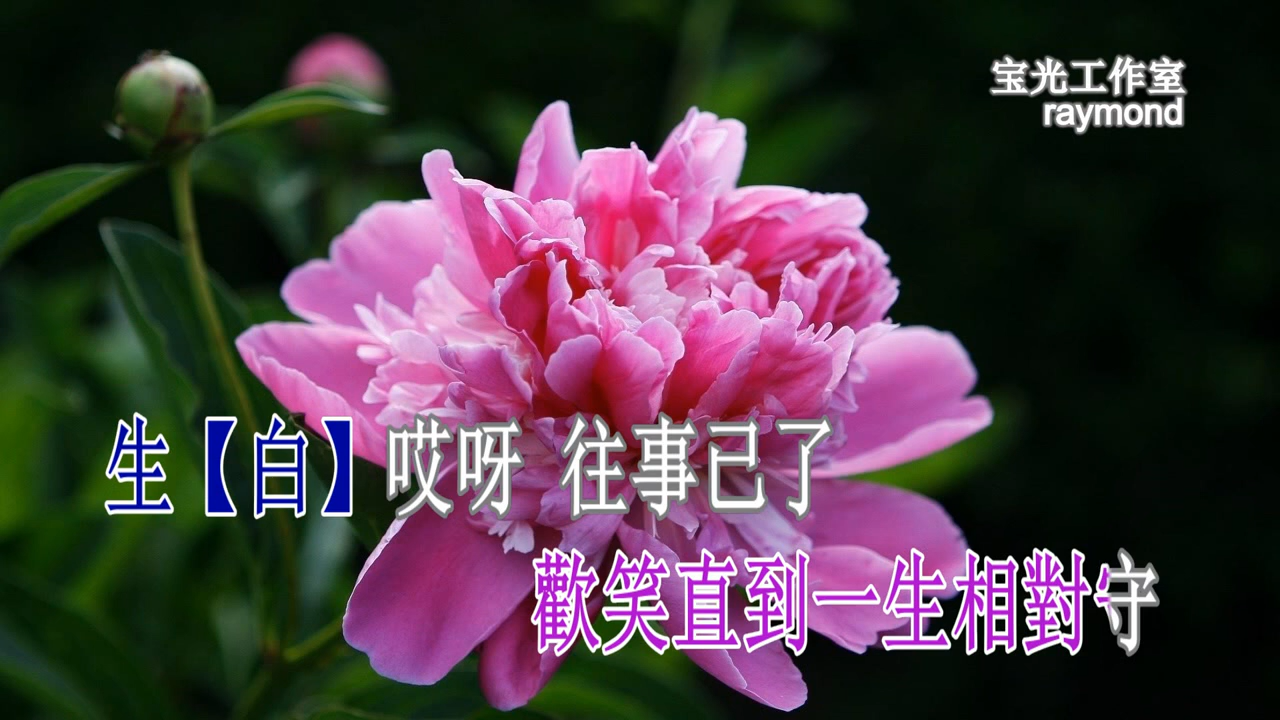 宝光工作室
raymond
生【白】哎呀 往事己了
歡笑直到一生相對守